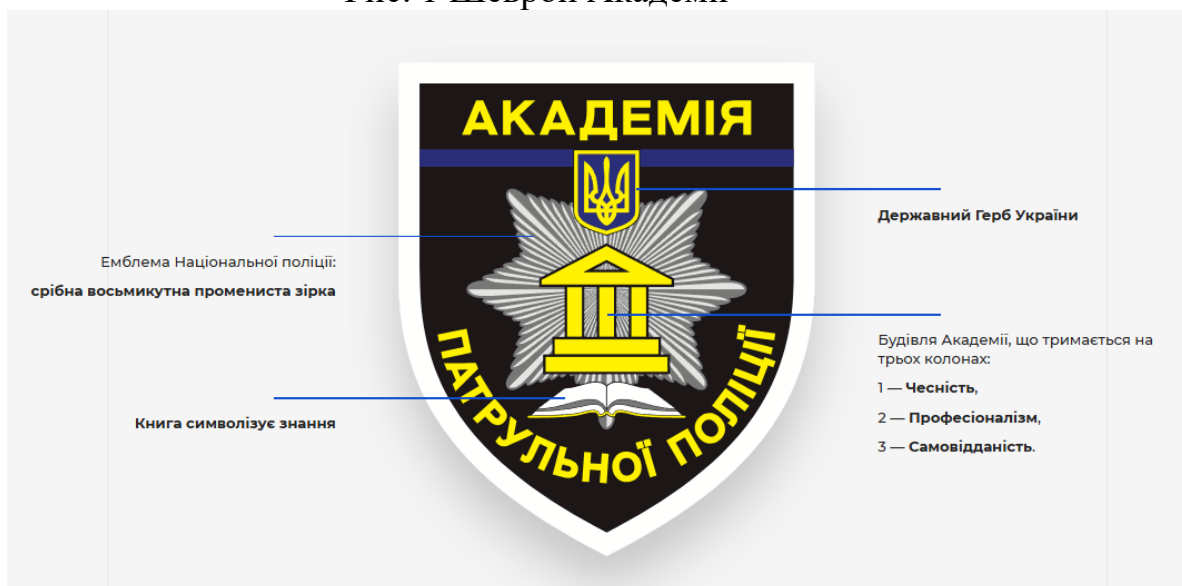 Рис. 1 Шеврон Академії
АКАДЕМІЯ
ПАТРУЛЬНОЇ ПОЛІЦІЇ
Емблема Національної поліції:
срібна восьмикутна промениста зірка
Книга символізує знання
Державний Герб України
Будівля Академії, що тримається на
трьох колонах:
1 — Чесність,
2 — Професіоналізм,
3 — Самовідданість.